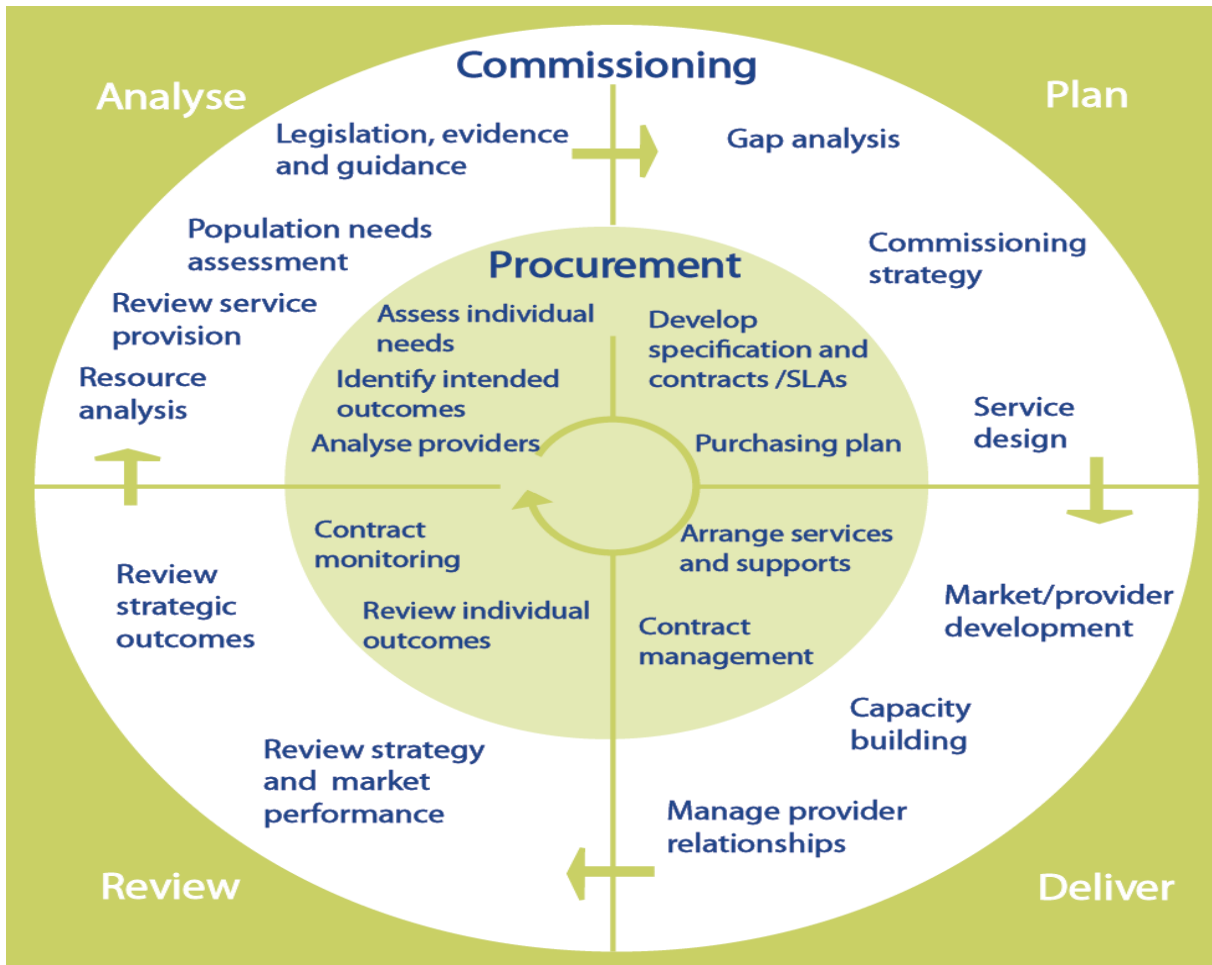 Commissioning
Analyse
Plan
Legislation, evidence
and guidance
Gap analysis
Population needs
assessment
Commissioning
strategy
Review service
provision
Resource
analysis
Service
design
Procurement
Assess individual
needs
Develop
specification and
contracts /SLAs
Identify intended
outcomes
Analyse providers
Purchasing plan
Contract
monitoring
Arrange services
and supports
Review individual
outcomes
Contract
management
Review
strategic
outcomes
Market/provider
development
Capacity
building
Review strategy
and market
performance
Manage provider
relationships
Review
Deliver